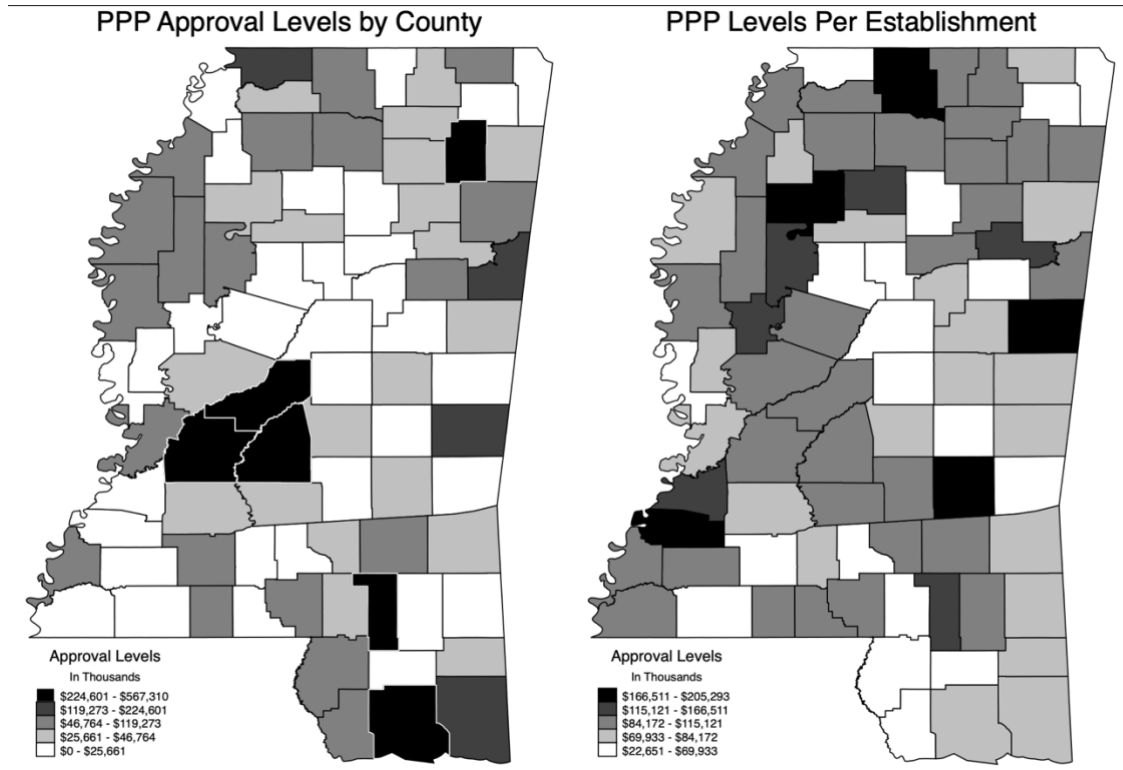 PPP Approval Levels by County
PPP Levels Per Establishment
Approval Levels
In Thousands
$224,601 - $567,310
$119,273 - $224,601
$46,764 - $119,273
$25,661 - $46,764
$0 - $25,661
Approval Levels
In Thousands
$166,511 - $205,293
$115,121 - $166,511
$84,172 - $115,121
$69,933 - $84,172
$22,651 - $69,933